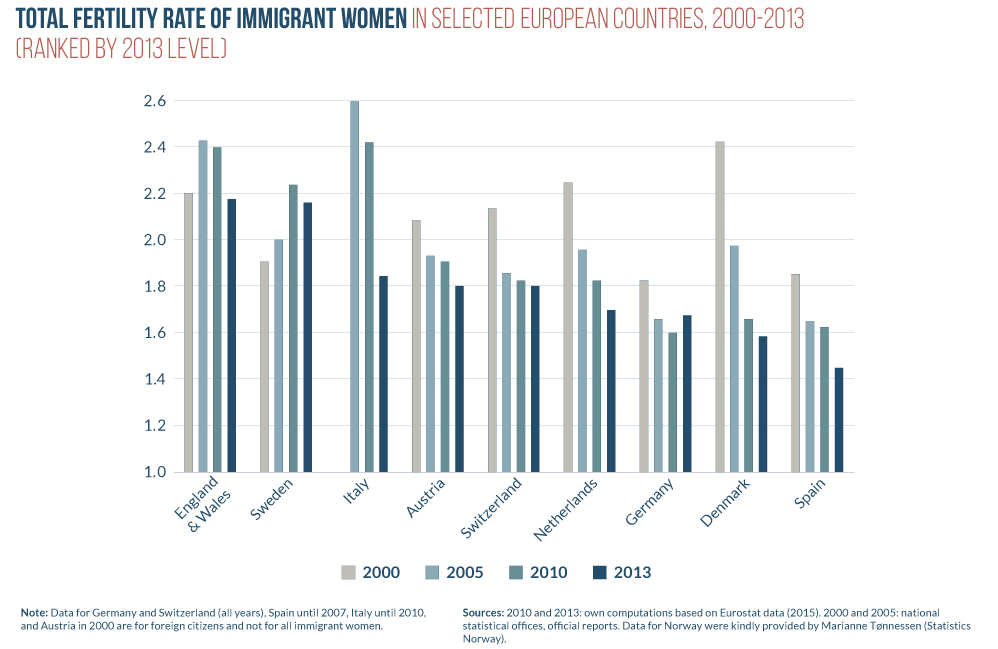 TOTAL FERTILITY RATE OF IMMIGRANT WOMEN IN SELECTED EUROPEAN COUNTRIES, 2000-2013
(RANKED BY 2013 LEVEL)
2.6
2.4
2.2
2.0
1.8
1.6
1.4
1.2
1.0
England
& Wales
Sweden
Italy
Austria
Switzerland
Netherlands
Germany
Denmark
Spain
2000 2005 2010 2013
Note: Data for Germany and Switzerland (all years), Spain until 2007, Italy until 2010,
and Austria in 2000 are for foreign citizens and not for all immigrant women.
Sources: 2010 and 2013: own computations based on Eurostat data (2015). 2000 and 2005: national
statistical offices, official reports. Data for Norway were kindly provided by Marianne Tønnessen (Statistics
Norway).